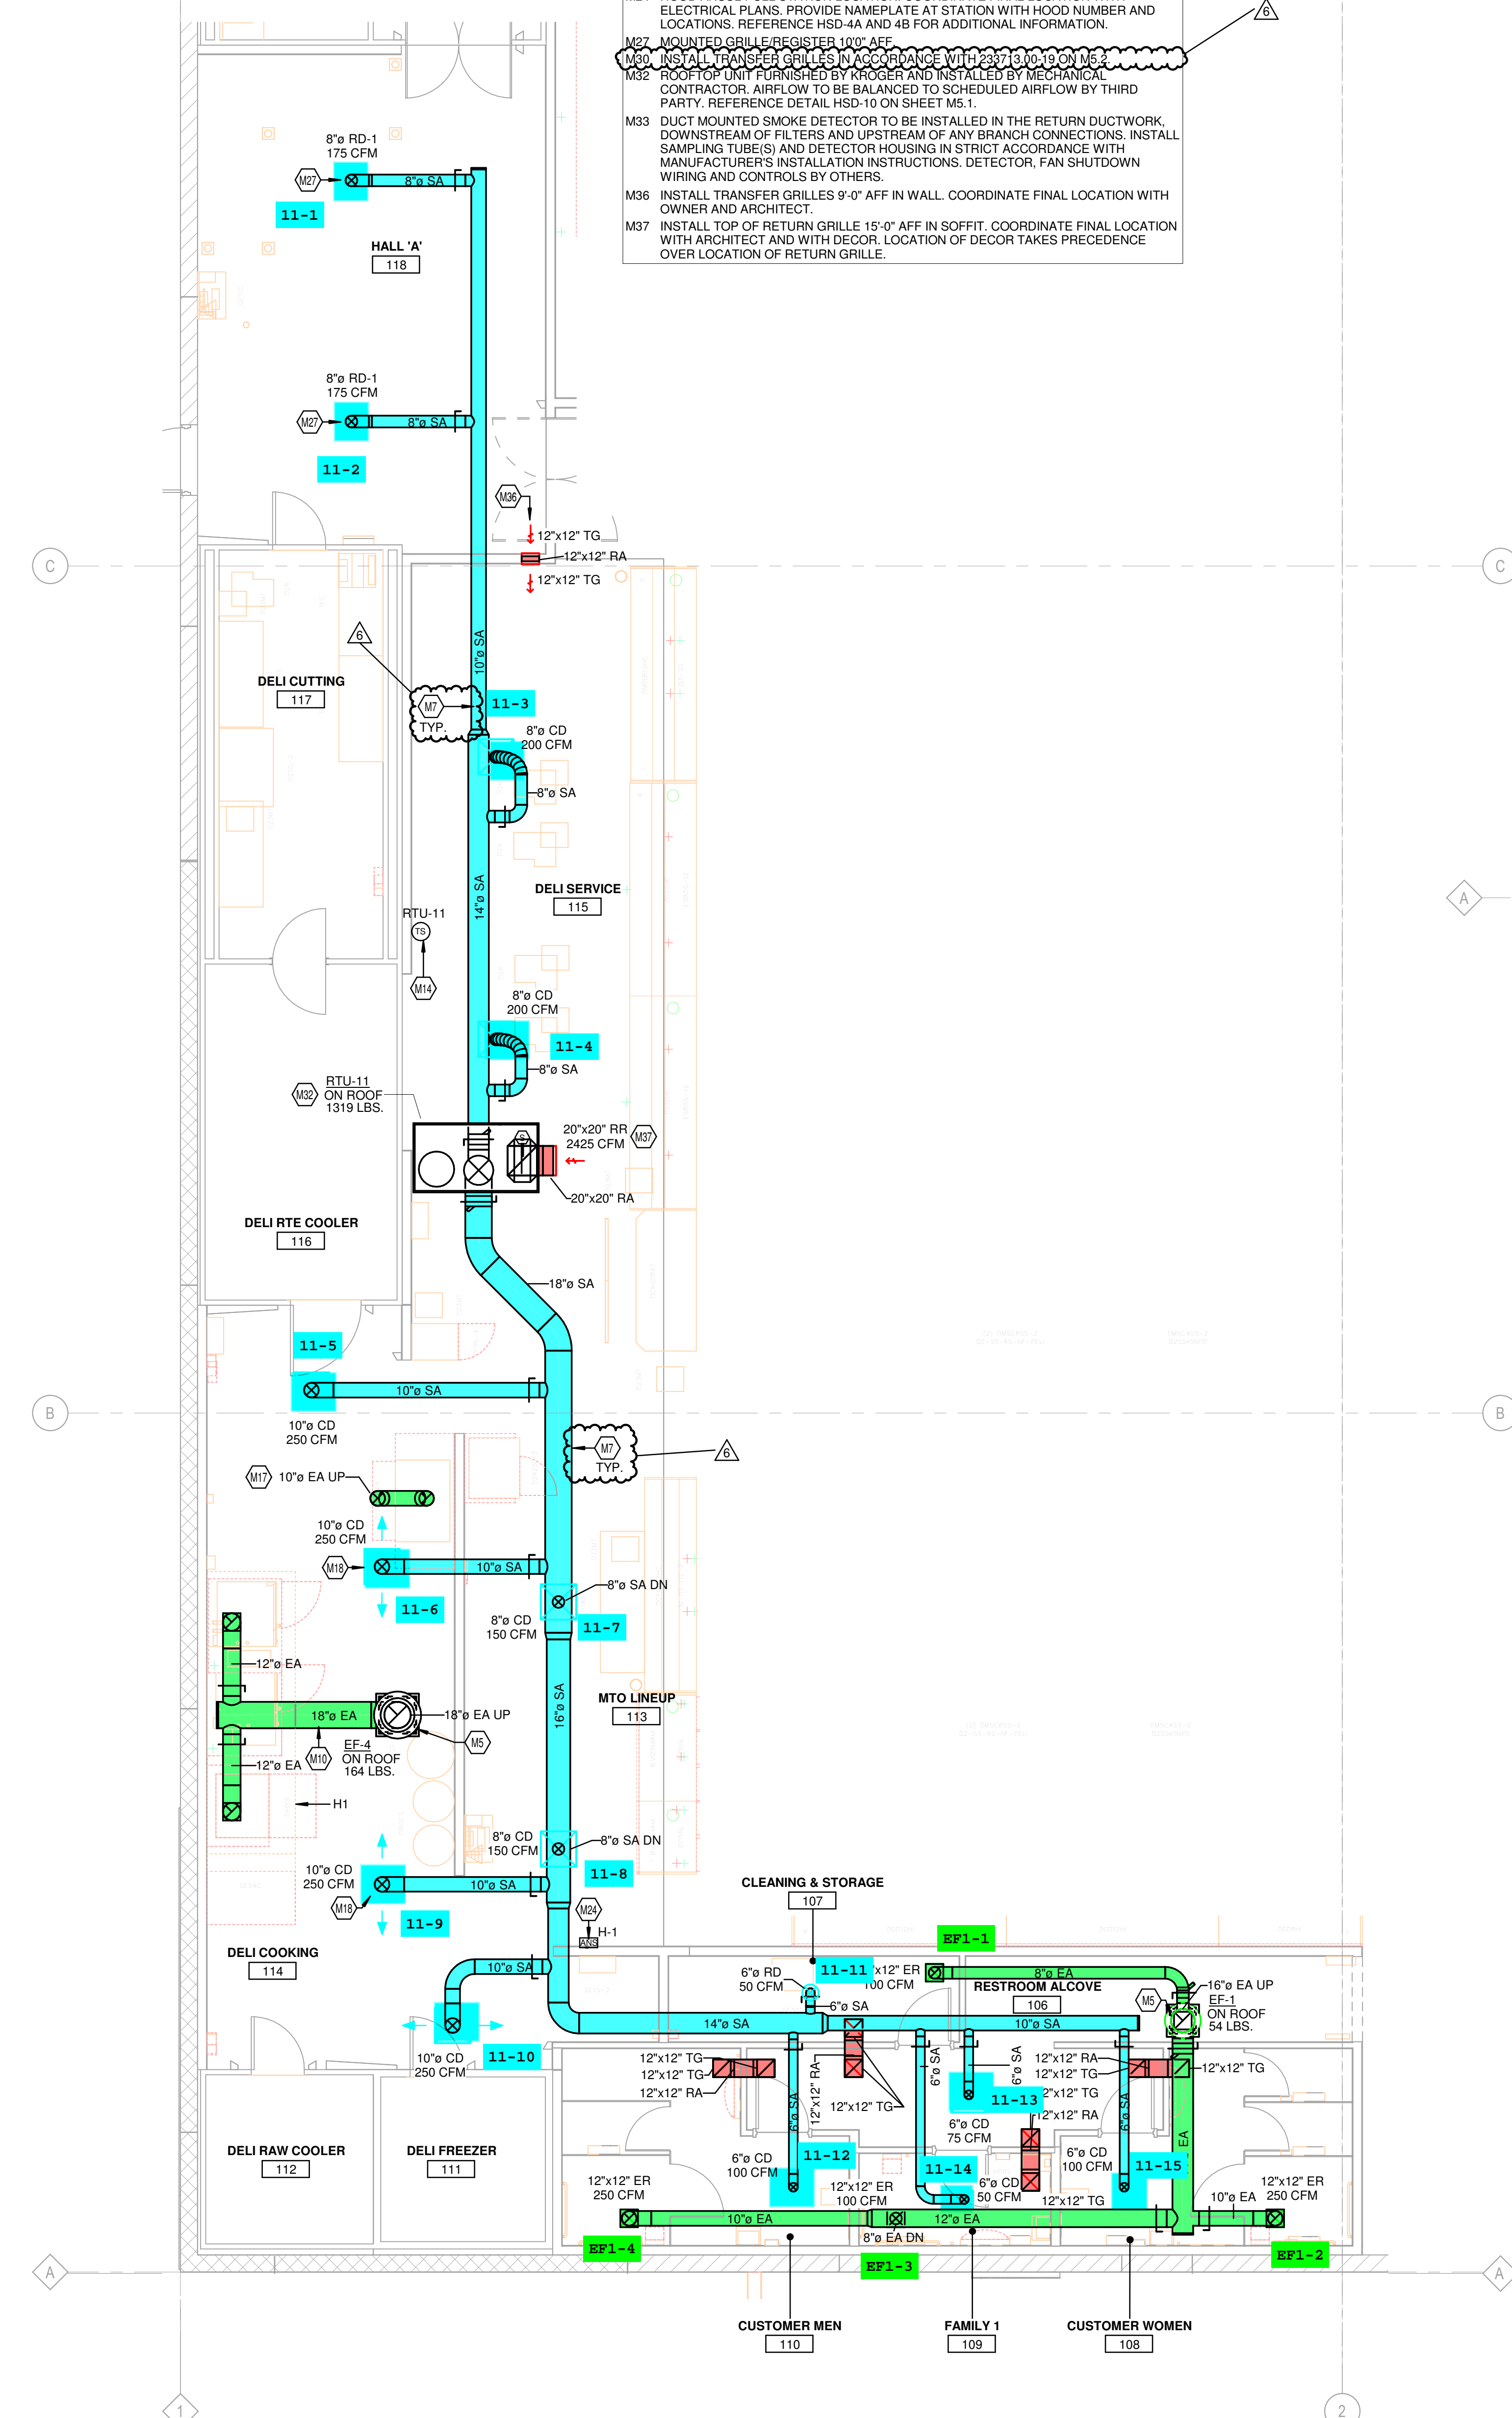 ELECTRICAL PLANS. PROVIDE NAMEPLATE AT STATION WITH HOOD NUMBER AND
LOCATIONS. REFERENCE HSD-4A AND 4B FOR ADDITIONAL INFORMATION.
M27 MOUNTED GRILLE/REGISTER 10'0" AFF.
M30 INSTALL TRANSFER GRILLES IN ACCORDANCE WITH 233713.00-19 ON M5.2.
M32 ROOFTOP UNIT FURNISHED BY KROGER AND INSTALLED BY MECHANICAL
CONTRACTOR. AIRFLOW TO BE BALANCED TO SCHEDULED AIRFLOW BY THIRD
PARTY. REFERENCE DETAIL HSD-10 ON SHEET M5.1.
M33 DUCT MOUNTED SMOKE DETECTOR TO BE INSTALLED IN THE RETURN DUCTWORK,
DOWNSTREAM OF FILTERS AND UPSTREAM OF ANY BRANCH CONNECTIONS. INSTALL
SAMPLING TUBE(S) AND DETECTOR HOUSING IN STRICT ACCORDANCE WITH
MANUFACTURER'S INSTALLATION INSTRUCTIONS. DETECTOR, FAN SHUTDOWN
WIRING AND CONTROLS BY OTHERS.
M36 INSTALL TRANSFER GRILLES 9'-0" AFF IN WALL. COORDINATE FINAL LOCATION WITH
OWNER AND ARCHITECT.
M37 INSTALL TOP OF RETURN GRILLE 15'-0" AFF IN SOFFIT. COORDINATE FINAL LOCATION
WITH ARCHITECT AND WITH DECOR. LOCATION OF DECOR TAKES PRECEDENCE
OVER LOCATION OF RETURN GRILLE.
6
8"ø RD-1
175 CFM
M27
8"ø SA
11-1
HALL 'A'
118
8"ø RD-1
175 CFM
M27
8"ø SA
11-2
M36
12"x12" TG
12"x12" RA
12"x12" TG
C
C
6
10"ø SA
DELI CUTTING
117
M7
TYP.
11-3
8"ø CD
200 CFM
8"ø SA
14"ø SA
DELI SERVICE
115
A
RTU-11
TS
M14
8"ø CD
200 CFM
11-4
8"ø SA
M32
RTU-11
ON ROOF
1319 LBS.
S
20"x20" RR
2425 CFM
M37
20"x20" RA
DELI RTE COOLER
116
18"ø SA
11-5
10"ø SA
10"ø CD
250 CFM
B
B
M7
TYP.
6
M17
10"ø EA UP
10"ø CD
250 CFM
M18
10"ø SA
11-6
8"ø SA DN
8"ø CD
150 CFM
11-7
12"ø EA
16"ø SA
MTO LINEUP
113
18"ø EA
18"ø EA UP
M5
M10
EF-4
ON ROOF
164 LBS.
12"ø EA
H1
8"ø CD
150 CFM
8"ø SA DN
11-8
10"ø CD
250 CFM
10"ø SA
M18
11-9
M24
H-1
ANS
CLEANING & STORAGE
107
DELI COOKING
114
10"ø SA
EF1-1
6"ø RD
50 CFM
11-11
"x12" ER
100 CFM
8"ø EA
RESTROOM ALCOVE
106
16"ø EA UP
M5
EF-1
ON ROOF
54 LBS.
6"ø SA
14"ø SA
10"ø SA
10"ø CD
250 CFM
11-10
12"x12" TG
12"x12" TG
12"x12" RA
12"x12" RA
12"x12" TG
6"ø SA
6"ø SA
6"ø SA
11-13
12"x12" RA
12"x12" TG
12"x12" TG
2"x12" TG
12"x12" RA
6"ø SA
6"ø CD
75 CFM
DELI RAW COOLER
112
DELI FREEZER
111
6"ø CD
100 CFM
11-12
11-14
6"ø CD
50 CFM
6"ø CD
100 CFM
11-15
EA
12"x12" ER
250 CFM
12"x12" ER
100 CFM
12"x12" TG
10"ø EA
12"x12" ER
250 CFM
10"ø EA
12"ø EA
8"ø EA DN
EF1-4
EF1-3
EF1-2
A
A
CUSTOMER MEN
110
FAMILY 1
109
CUSTOMER WOMEN
108
1
2